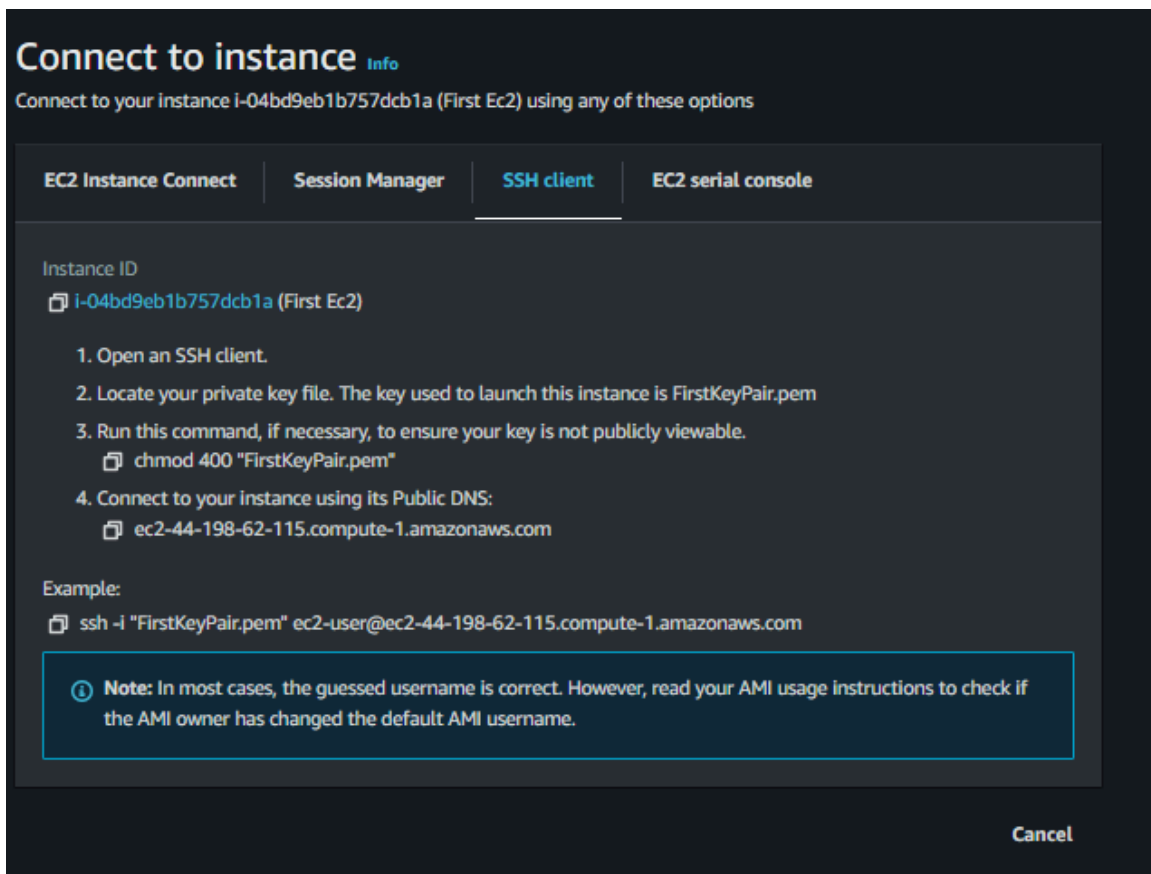 Connect to instance Info
Connect to your instance i-04bd9eb1b757dcb1a (First Ec2) using any of these options
EC2 Instance Connect Session Manager SSH client EC2 serial console
Instance ID
i-04bd9eb1b757dcb1a (First Ec2)
1. Open an SSH client.
2. Locate your private key file. The key used to launch this instance is FirstKeyPair.pem
3. Run this command, if necessary, to ensure your key is not publicly viewable.
chmod 400 "FirstKeyPair.pem"
4. Connect to your instance using its Public DNS:
ec2-44-198-62-115.compute-1.amazonaws.com
Example:
ssh -i "FirstKeyPair.pem" ec2-user@ec2-44-198-62-115.compute-1.amazonaws.com
Note: In most cases, the guessed username is correct. However, read your AMI usage instructions to check if
the AMI owner has changed the default AMI username.
Cancel